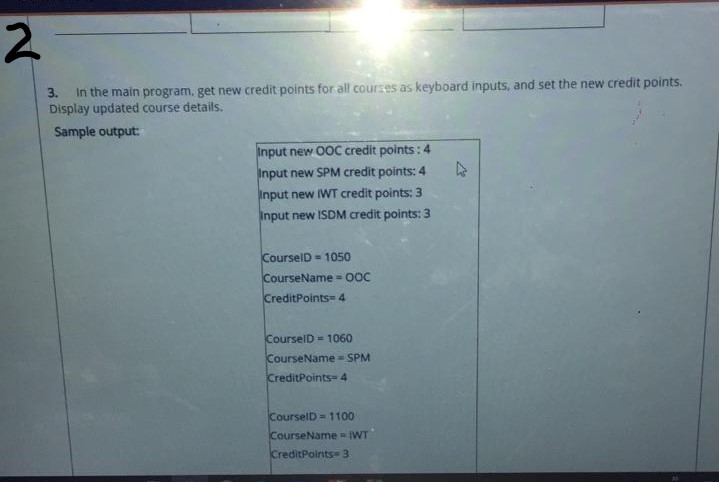 2
3. In the main program, get new credit points for all courses as keyboard inputs, and set the new credit points.
Display updated course details.
Sample output:
Input new OOC credit points : 4
Input new SPM credit points: 4
Input new IWT credit points: 3
Input new ISDM credit points: 3
CourseID = 1050
CourseName = OOC
CreditPoints= 4
CourseID = 1060
CourseName = SPM
CreditPoints= 4
CourseID = 1100
CourseName = IWT
CreditPoints= 3